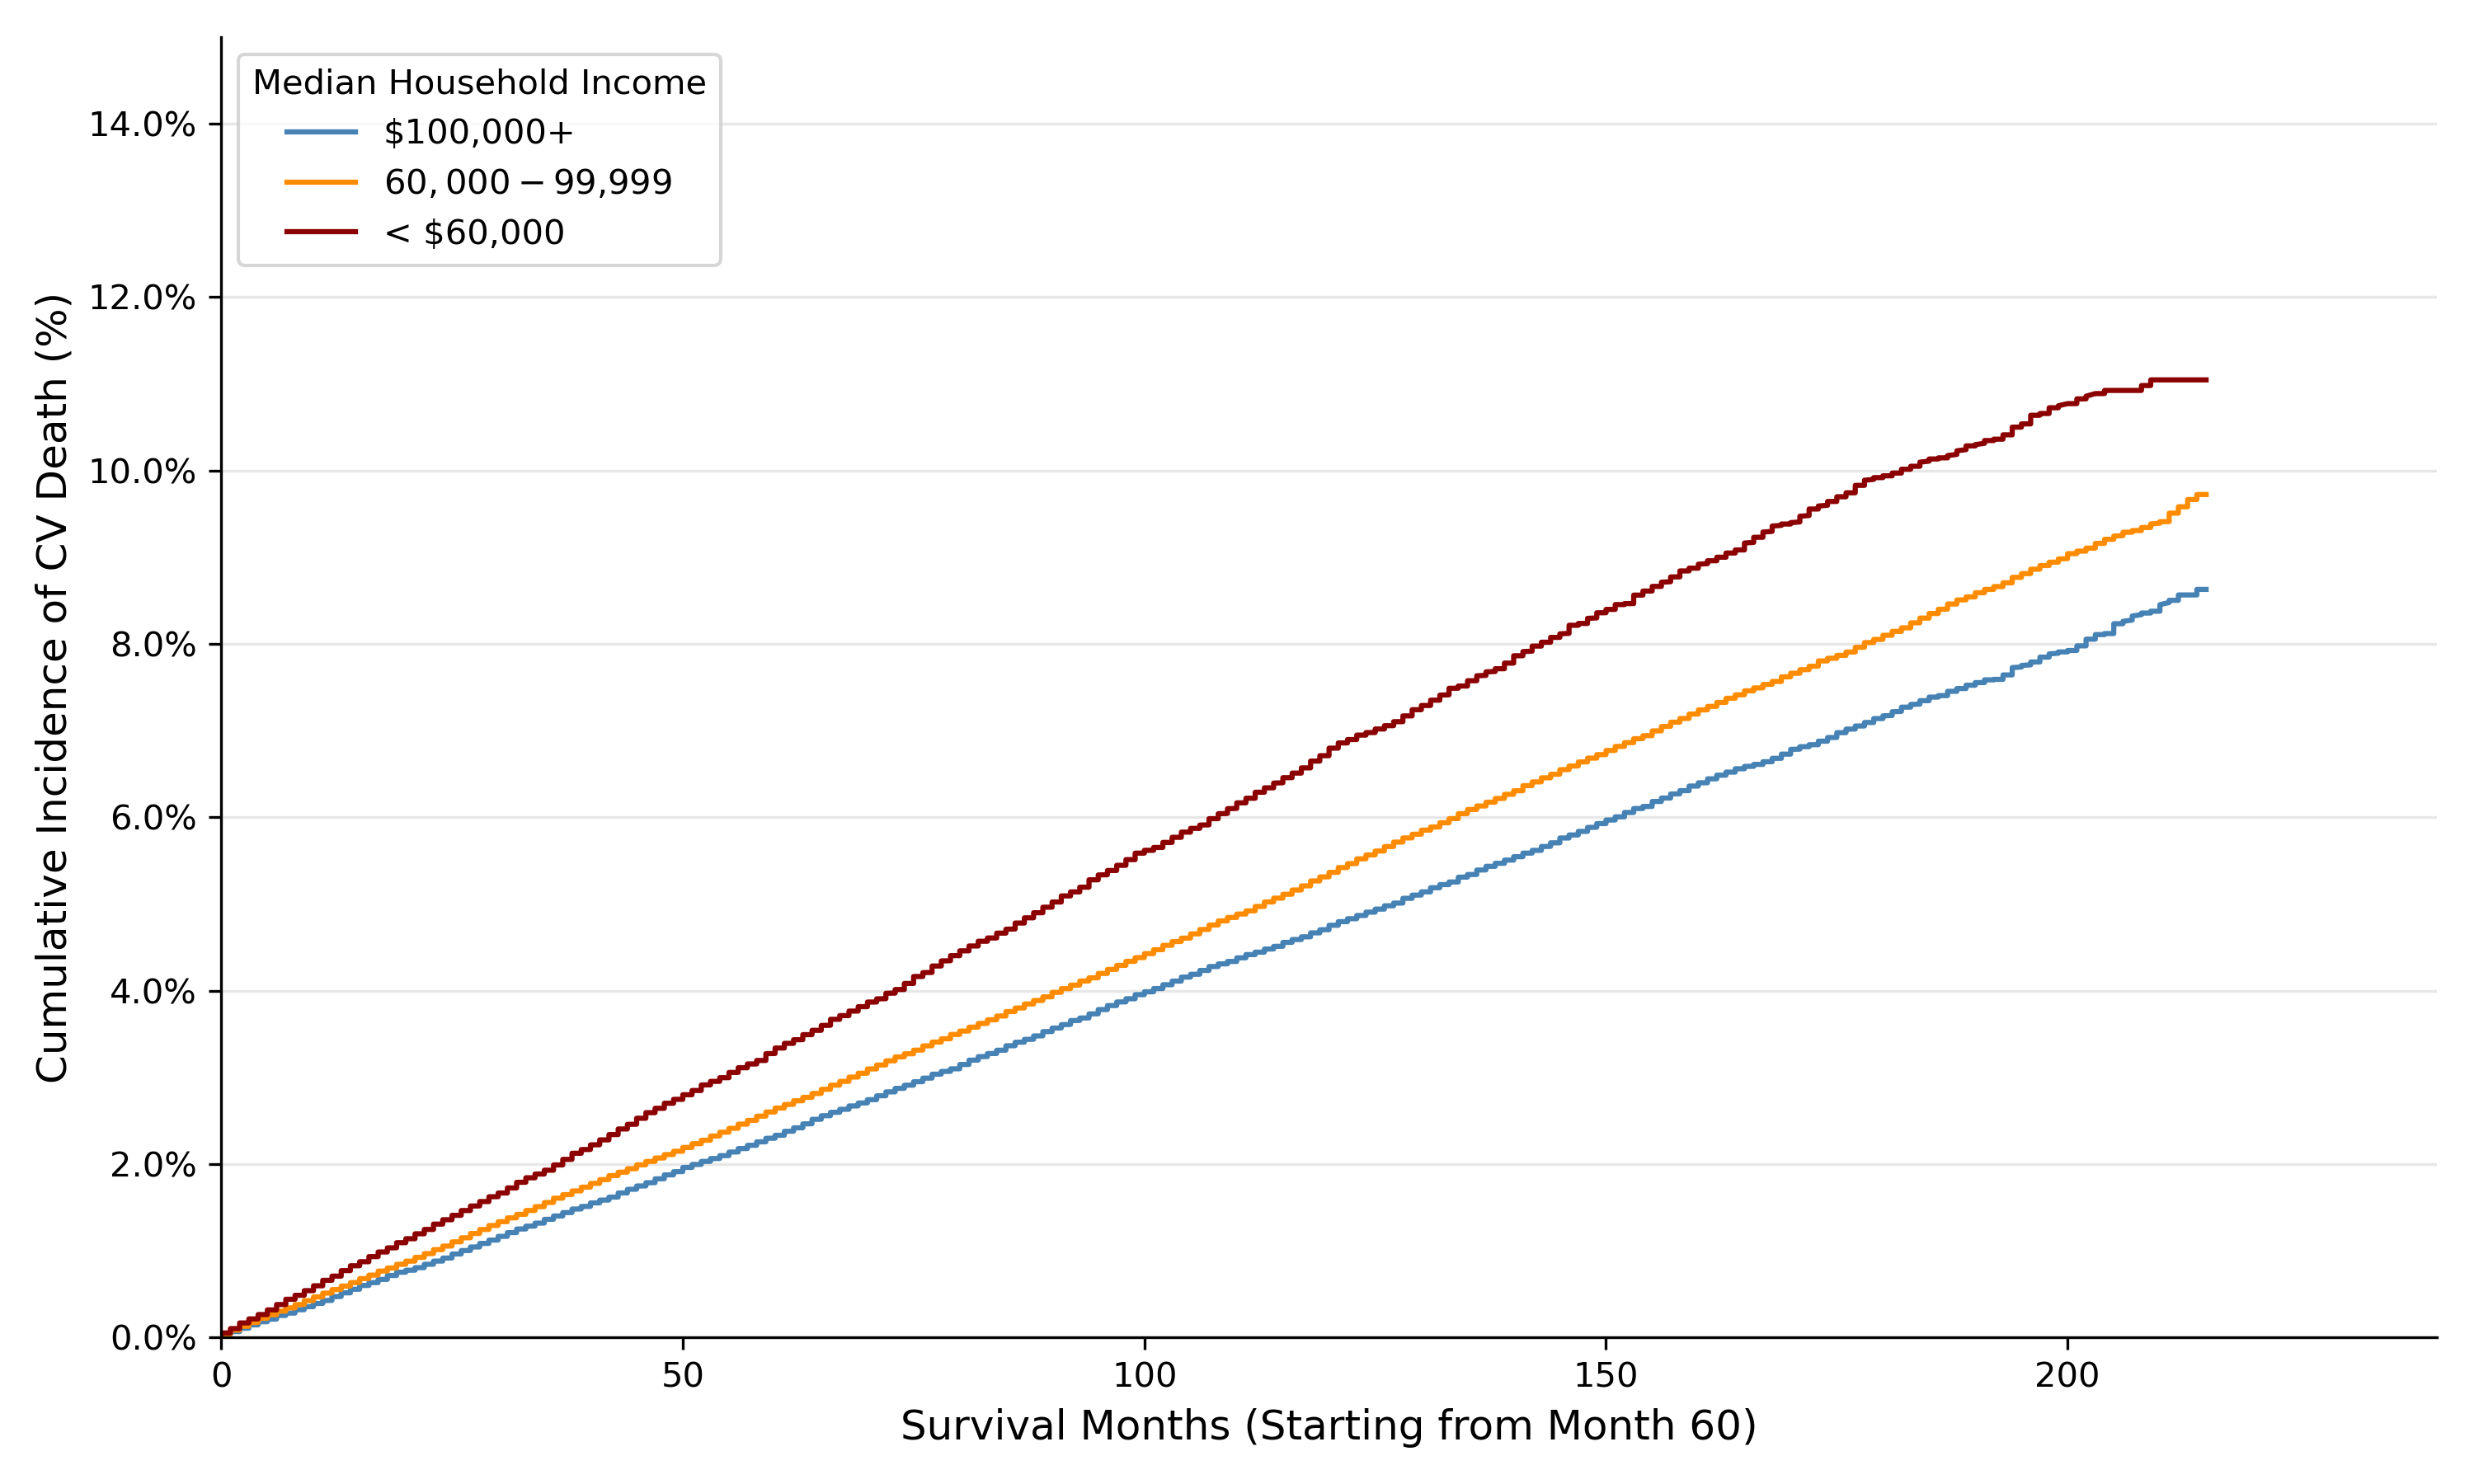 Median Household Income
$100,000+
60,000 − 99,999
< $60,000
14.0%
12.0%
10.0%
8.0%
6.0%
4.0%
2.0%
0.0%
Cumulative Incidence of CV Death (%)
0 50 100 150 200
Survival Months (Starting from Month 60)